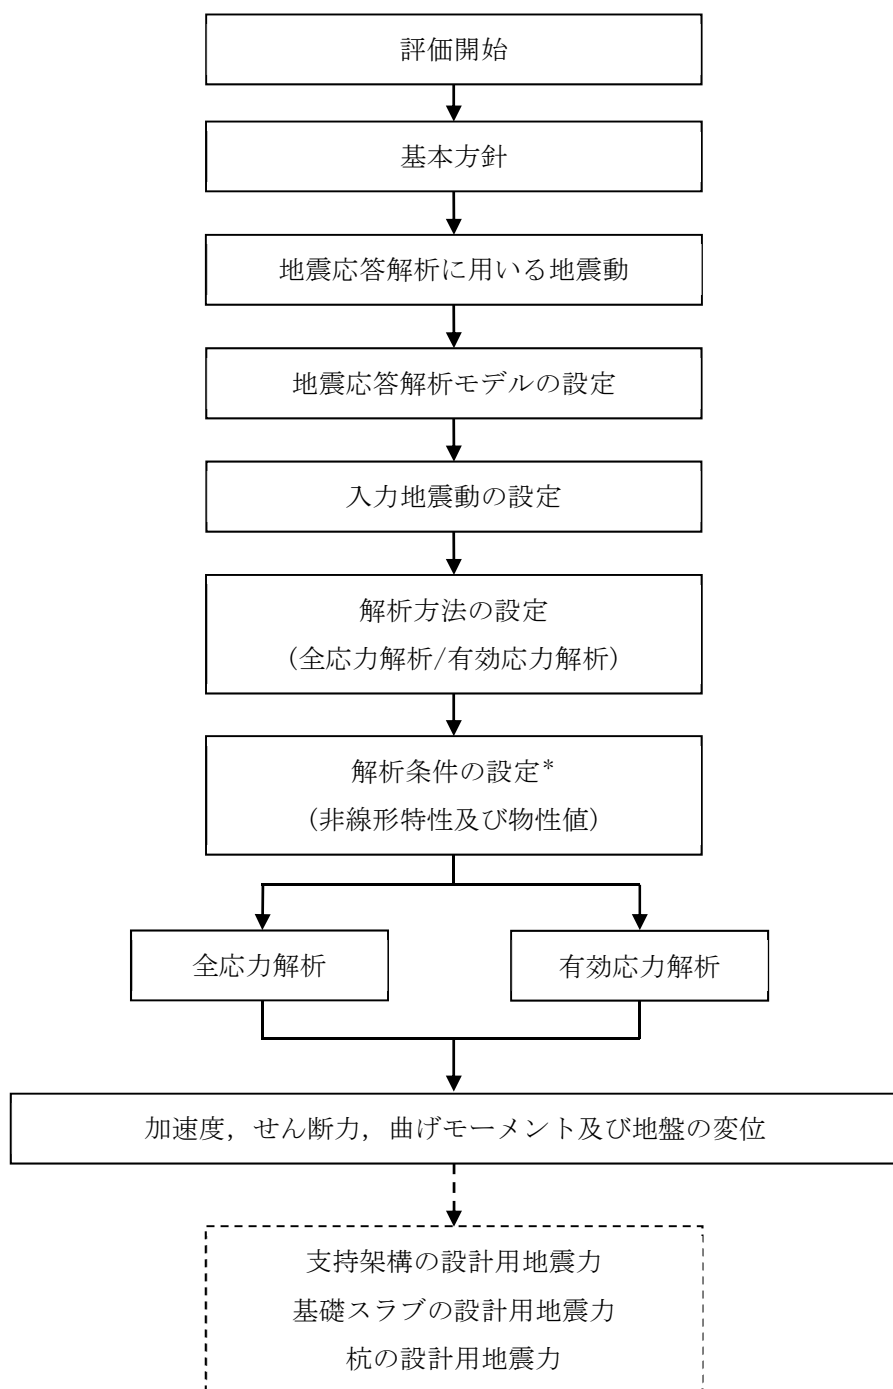 評価開始
基本方針
地震応答解析に用いる地震動
地震応答解析モデルの設定
入力地震動の設定
解析方法の設定
(全応力解析/有効応力解析)
解析条件の設定*
(非線形特性及び物性値)
全応力解析
有効応力解析
加速度，せん断力，曲げモーメント及び地盤の変位
支持架構の設計用地震力
基礎スラブの設計用地震力
杭の設計用地震力